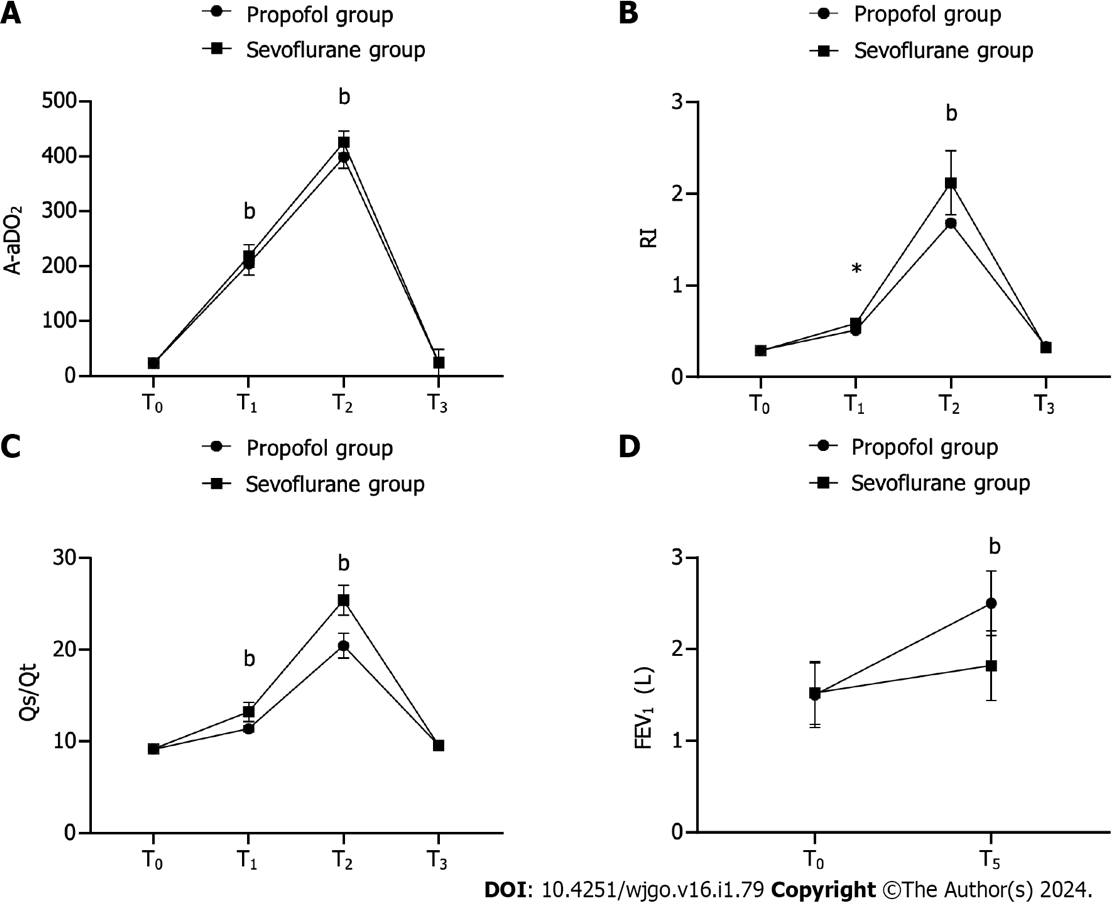 A
Propofol group
Sevoflurane group
b
b
500
400
300
200
100
0
A-aDO₂
T₀ T₁ T₂ T₃
B
Propofol group
Sevoflurane group
b
*
3
2
1
0
RI
T₀ T₁ T₂ T₃
C
Propofol group
Sevoflurane group
b
b
30
20
10
0
Qs/Qt
T₀ T₁ T₂ T₃
D
Propofol group
Sevoflurane group
b
3
2
1
0
FEV₁ (L)
T₀ T₅
DOI: 10.4251/wjgo.v16.i1.79 Copyright ©The Author(s) 2024.